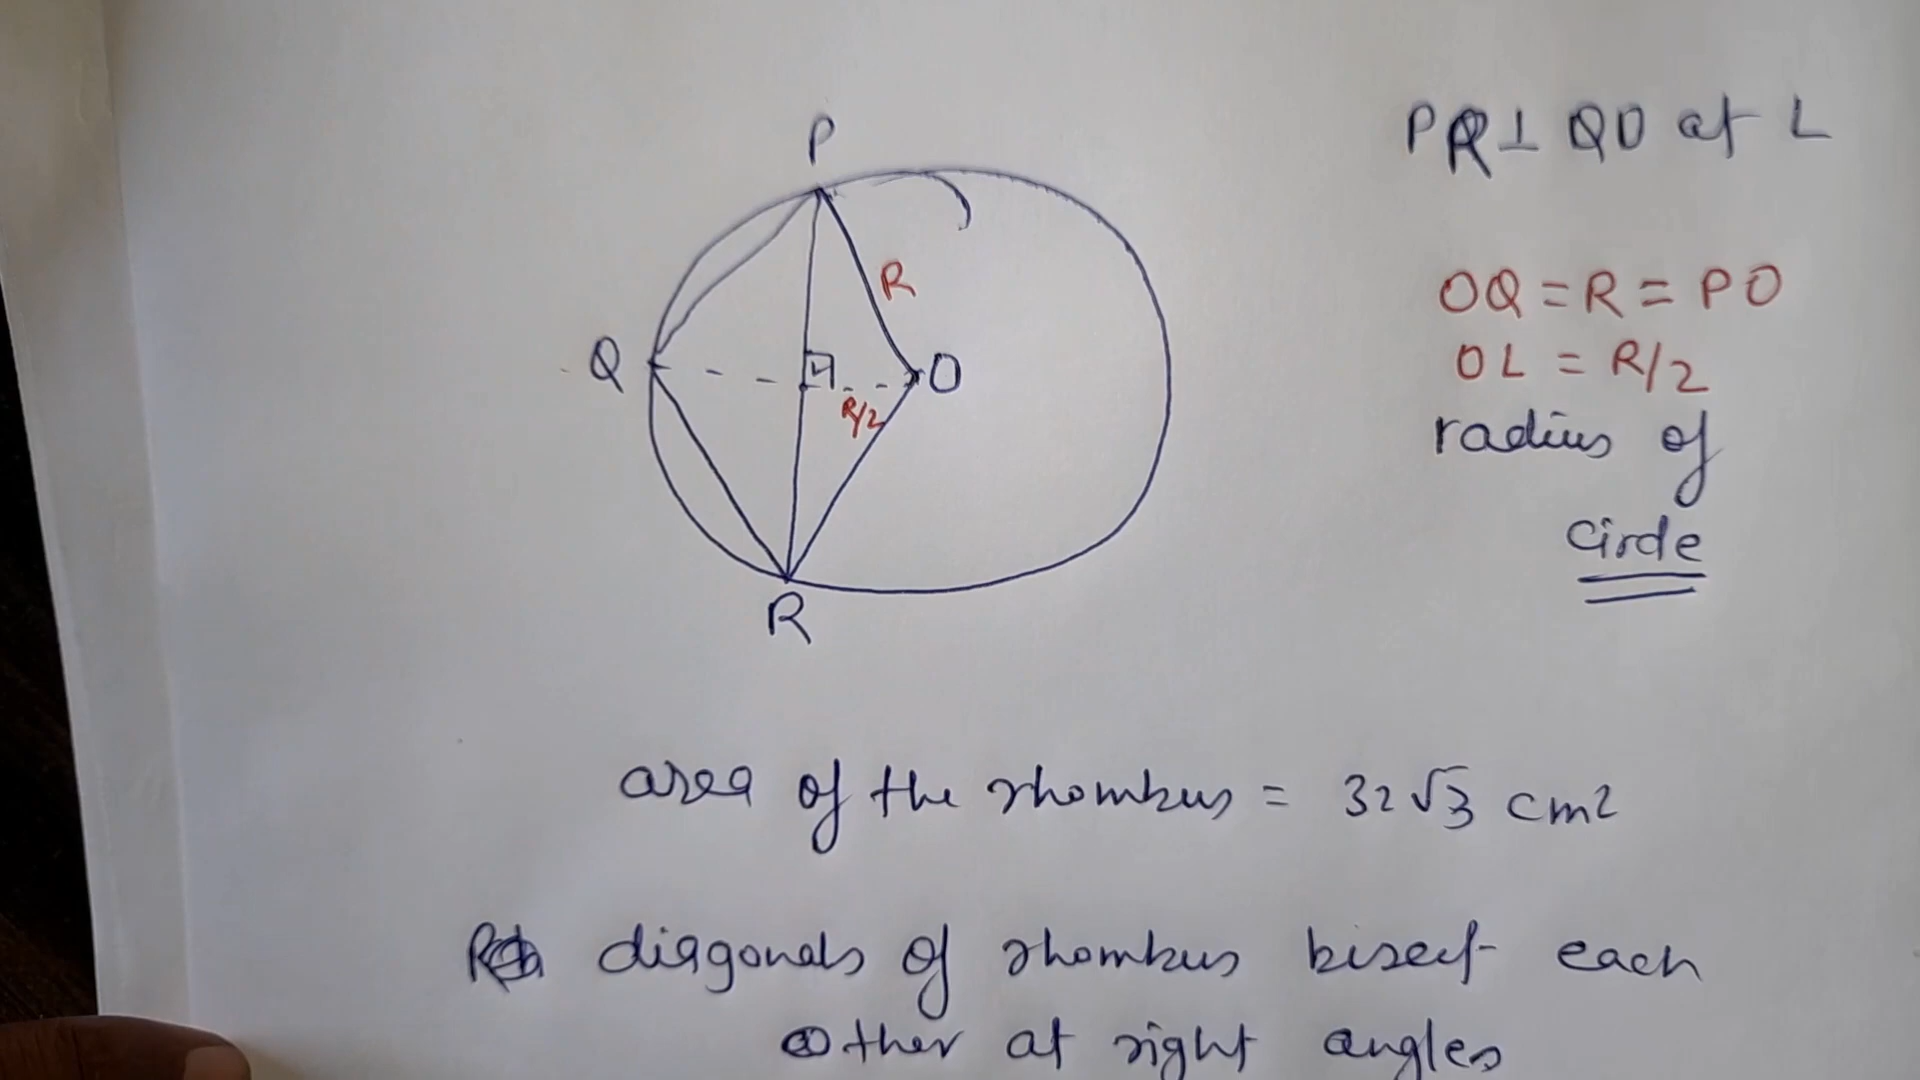 P
PR ⊥ QO at L
R
OQ = R = PO
Q
O
OL = R/2
R/2
radius of
circle
R
area of the rhombus = 32√3 cm2
diagonals of rhombus bisect each
other at right angles